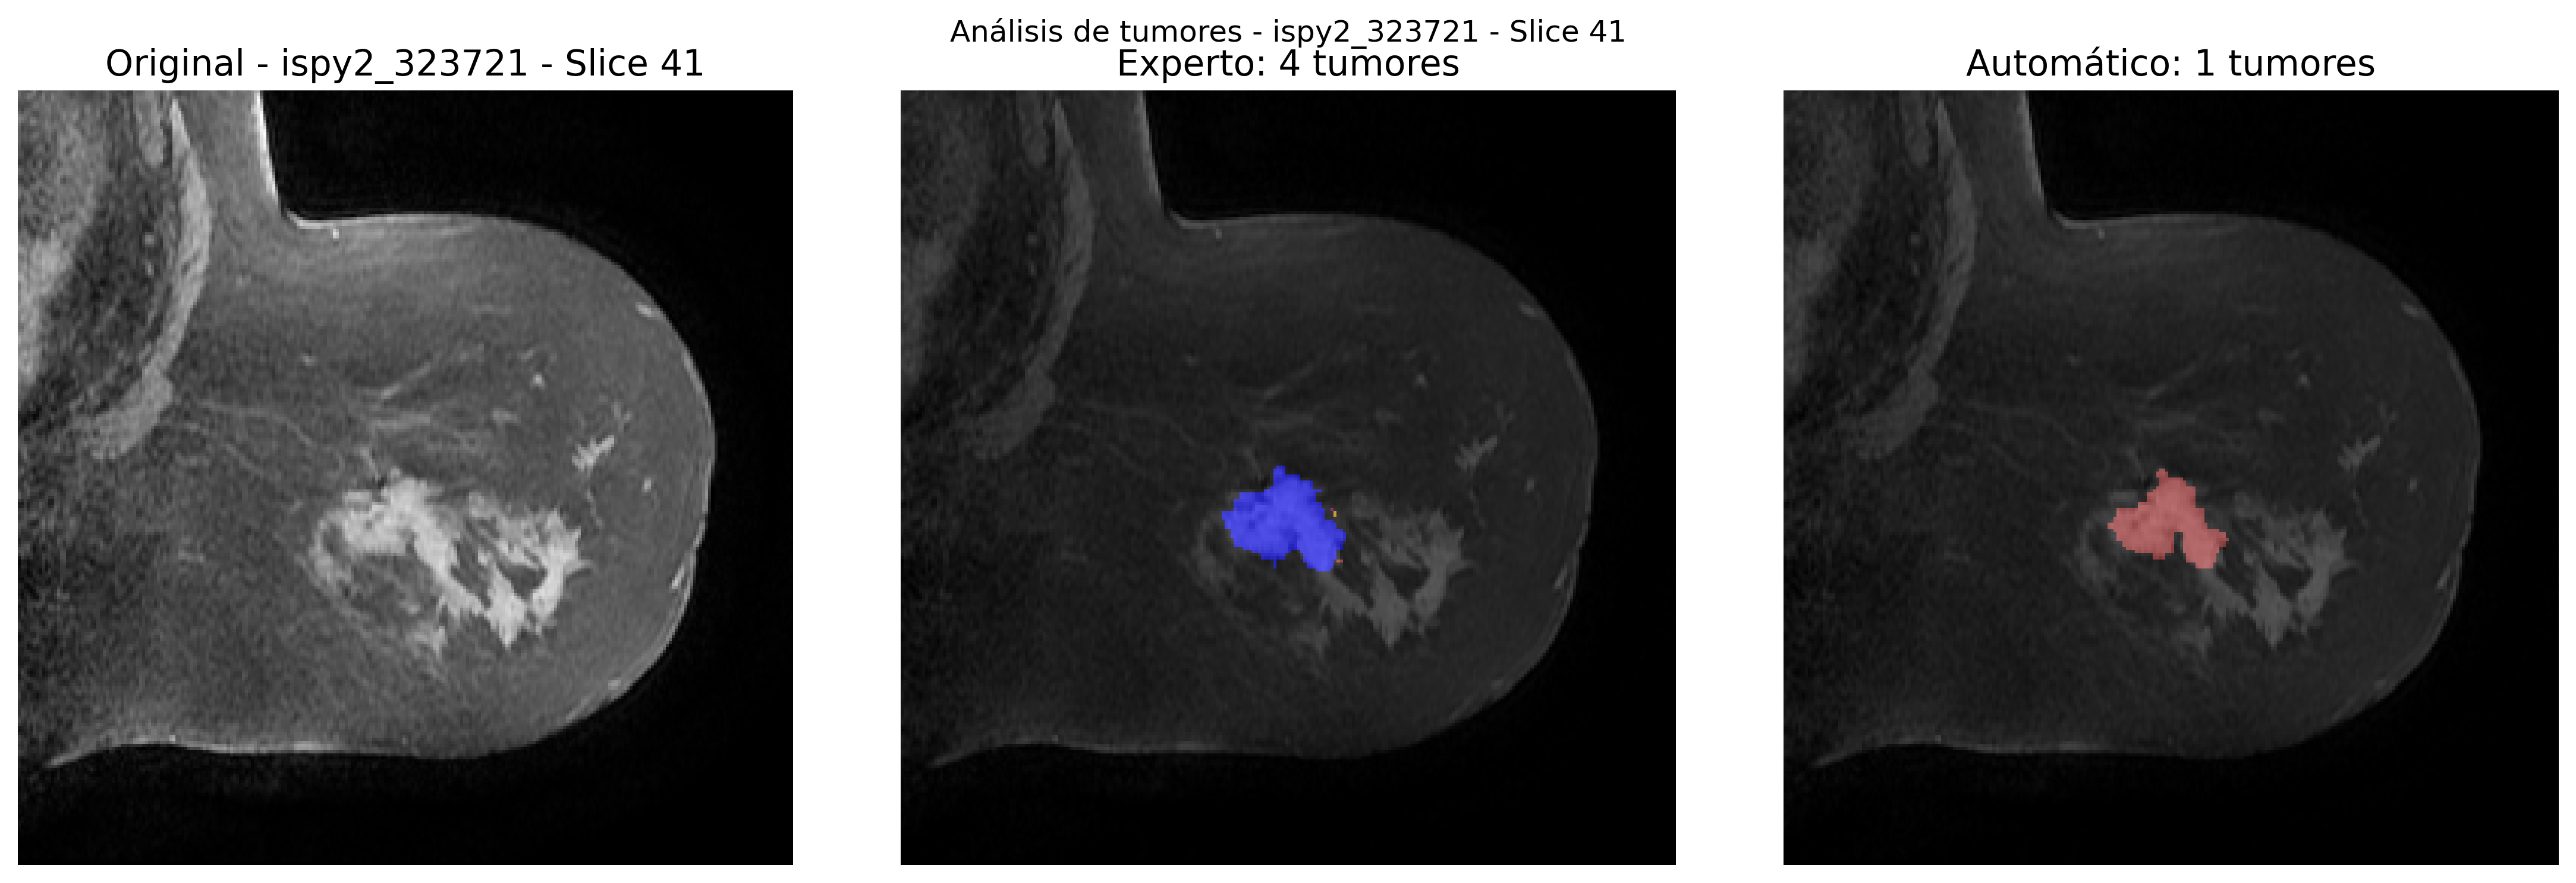 Análisis de tumores - ispy2_323721 - Slice 41
Original - ispy2_323721 - Slice 41
Experto: 4 tumores
Automático: 1 tumores